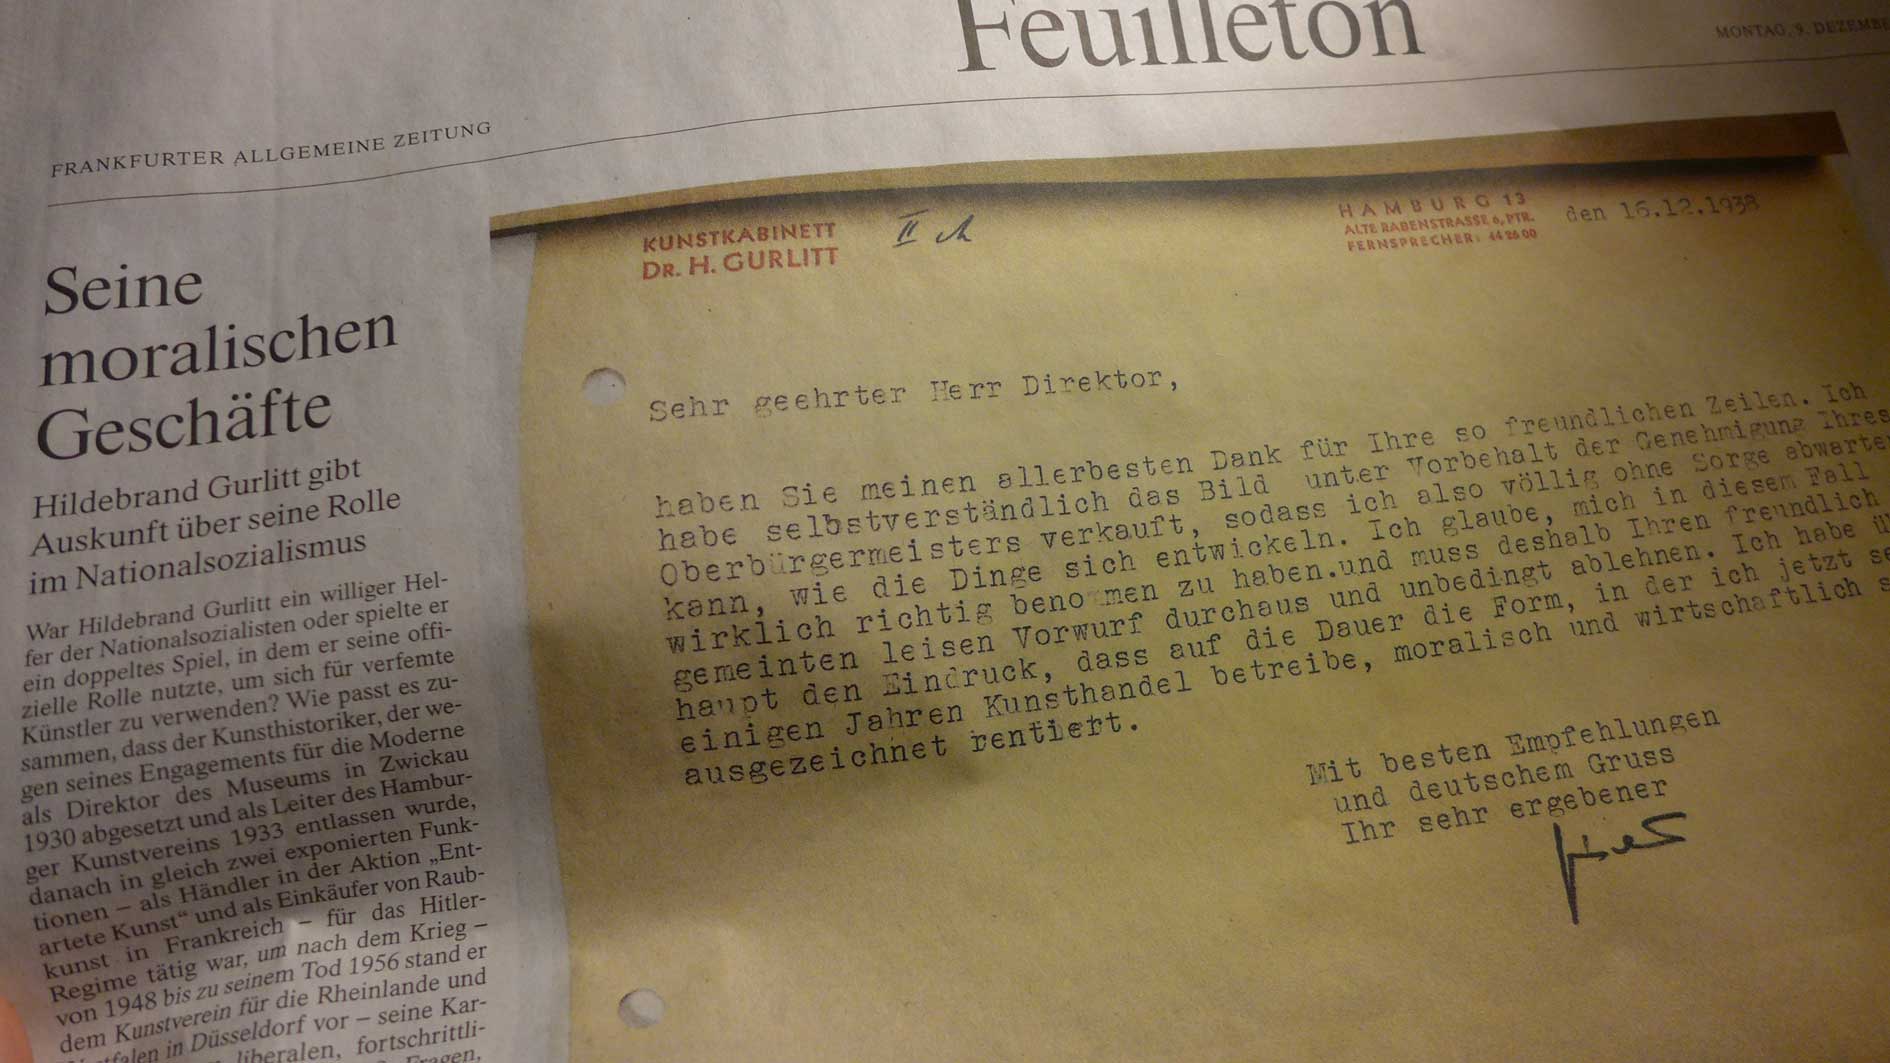 Feuilleton
MONTAG, 9. DEZEMBE
FRANKFURTER ALLGEMEINE ZEITUNG
Seine
moralischen
Geschäfte
Hildebrand Gurlitt gibt
Auskunft über seine Rolle
im Nationalsozialismus
War Hildebrand Gurlitt ein williger Hel-
fer der Nationalsozialisten oder spielte er
ein doppeltes Spiel, in dem er seine offi-
zielle Rolle nutzte, um sich für verfemte
Künstler zu verwenden? Wie passt es zu-
sammen, dass der Kunsthistoriker, der we-
gen seines Engagements für die Moderne
als Direktor des Museums in Zwickau
1930 abgesetzt und als Leiter des Hambur-
ger Kunstvereins 1933 entlassen wurde,
danach in gleich zwei exponierten Funk-
tionen – als Händler in der Aktion „Ent-
artete Kunst“ und als Einkäufer von Raub-
kunst in Frankreich – für das Hitler-
Regime tätig war, um nach dem Krieg –
von 1948 bis zu seinem Tod 1956 stand er
dem Kunstverein für die Rheinlande und
in Düsseldorf vor – seine Kar-
liberalen, fortschrittli-
Fragen,
KUNSTKABINETT
DR. H. GURLITT
II
HAMBURG 13
ALTE RABENSTRASSE 6, PTR.
FERNSPRECHER: 44 26 00
den 16.12.1938
Sehr geehrter Herr Direktor,
haben Sie meinen allerbesten Dank für Ihre so freundlichen Zeilen. Ich
habe selbstverständlich das Bild unter Vorbehalt der Genehmigung Ihres
Oberbürgermeisters verkauft, sodass ich also völlig ohne Sorge abwarten
kann, wie die Dinge sich entwickeln. Ich glaube, mich in diesem Fall
wirklich richtig benommen zu haben.und muss deshalb Ihren freundlich
gemeinten leisen Vorwurf durchaus und unbedingt ablehnen. Ich habe ü
haupt den Eindruck, dass auf die Dauer die Form, in der ich jetzt se
einigen Jahren Kunsthandel betreibe, moralisch und wirtschaftlich s
ausgezeichnet rentiert.
Mit besten Empfehlungen
und deutschem Gruss
Ihr sehr ergebener